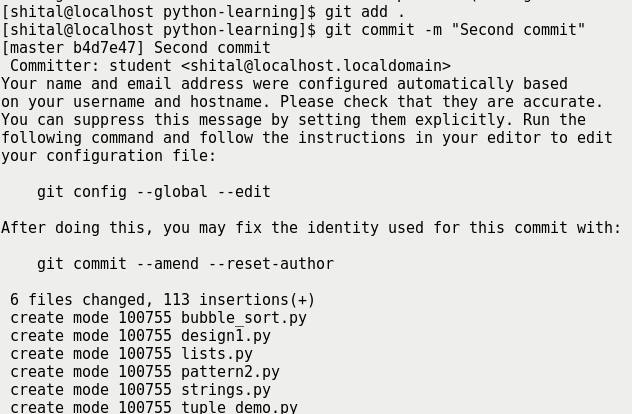 [shital@localhost python-learning]$ git add .
[shital@localhost python-learning]$ git commit -m "Second commit"
[master b4d7e47] Second commit
 Committer: student <shital@localhost.localdomain>
Your name and email address were configured automatically based
on your username and hostname. Please check that they are accurate.
You can suppress this message by setting them explicitly. Run the
following command and follow the instructions in your editor to edit
your configuration file:

    git config --global --edit

After doing this, you may fix the identity used for this commit with:

    git commit --amend --reset-author

 6 files changed, 113 insertions(+)
 create mode 100755 bubble_sort.py
 create mode 100755 design1.py
 create mode 100755 lists.py
 create mode 100755 pattern2.py
 create mode 100755 strings.py
 create mode 100755 tuple_demo.py